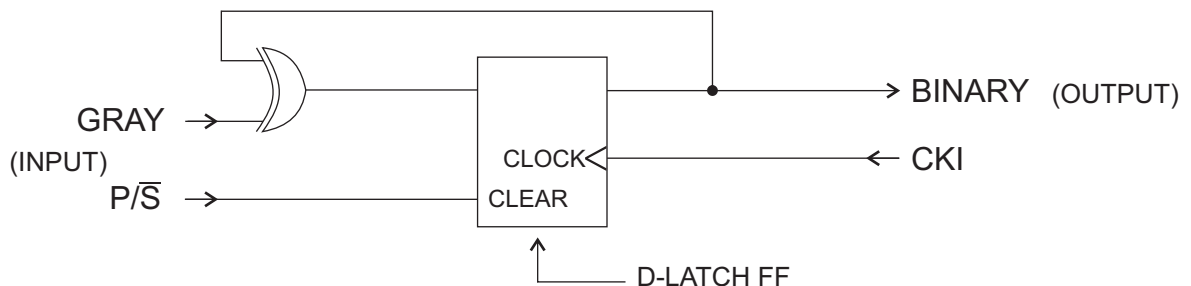 GRAY
(INPUT)
P/S̅
CLOCK
CLEAR
BINARY (OUTPUT)
CKI
D-LATCH FF